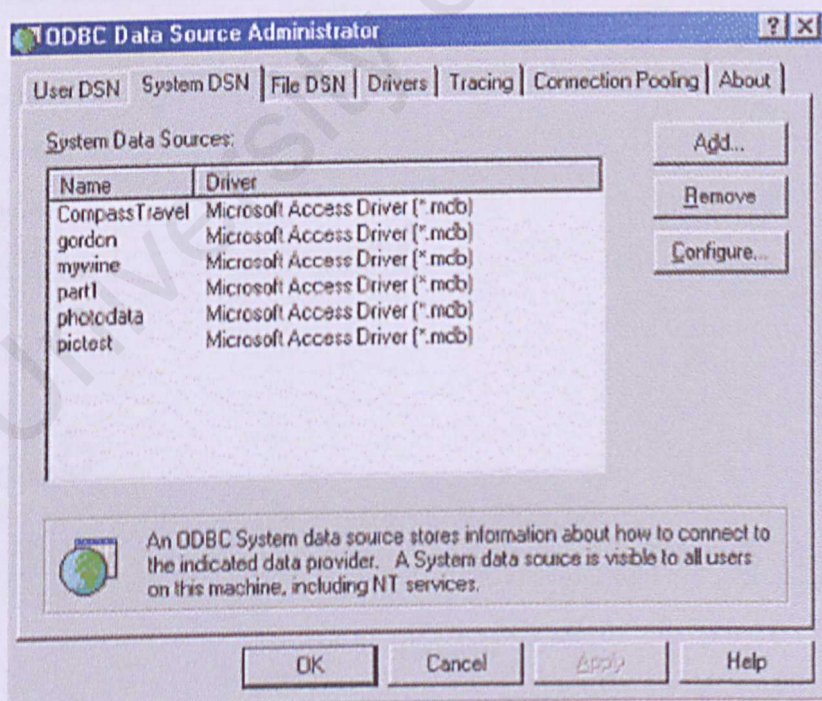 ODBC Data Source Administrator
User DSN System DSN File DSN Drivers Tracing Connection Pooling About
System Data Sources:
Name Driver
CompassTravel Microsoft Access Driver (*.mdb)
gordon Microsoft Access Driver (*.mdb)
mywine Microsoft Access Driver (*.mdb)
part1 Microsoft Access Driver (*.mdb)
photodata Microsoft Access Driver (*.mdb)
pictest Microsoft Access Driver (*.mdb)
Add...
Remove
Configure...
An ODBC System data source stores information about how to connect to
the indicated data provider. A System data source is visible to all users
on this machine, including NT services.
OK Cancel Apply Help
University